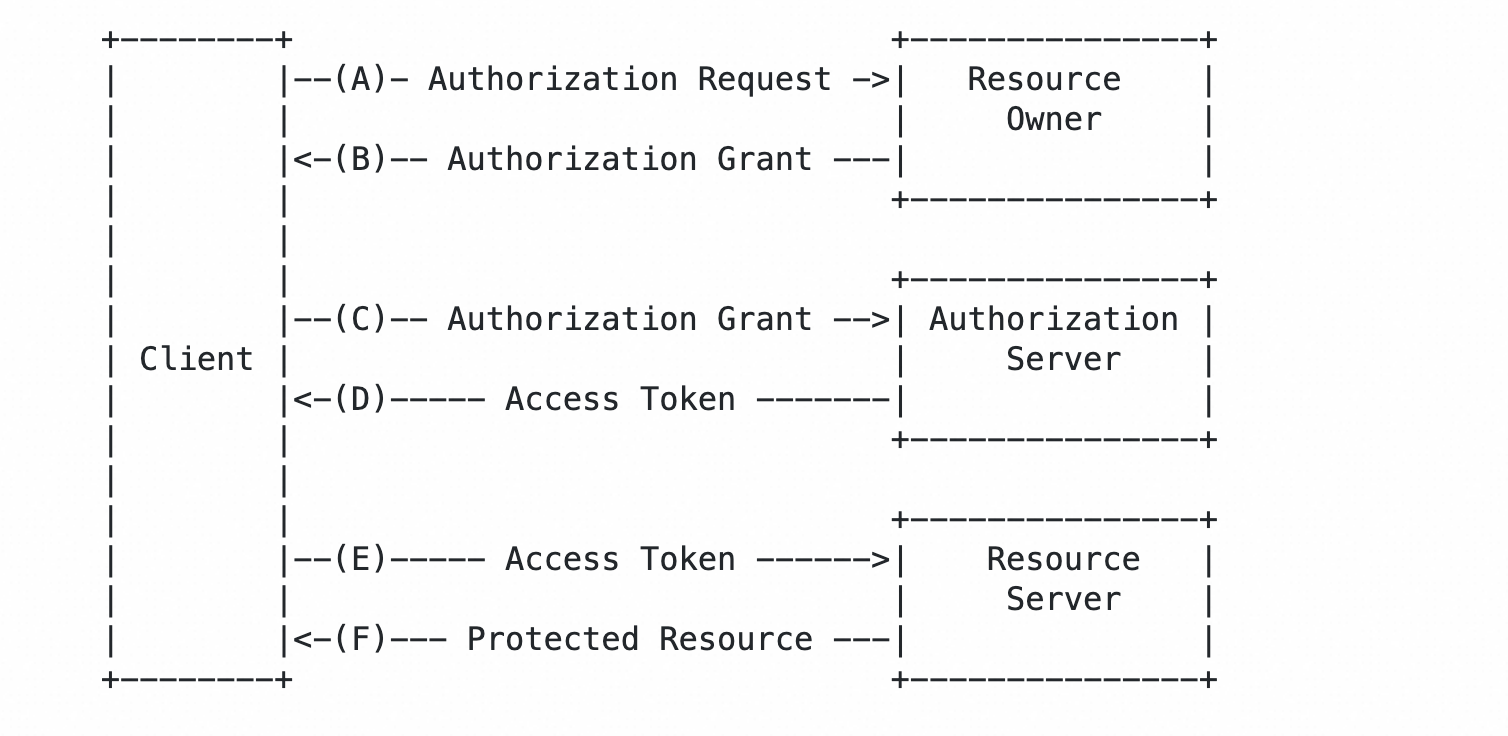 +--------+                               +---------------+
|        |--(A)- Authorization Request ->|   Resource    |
|        |                               |     Owner     |
|        |<-(B)-- Authorization Grant ---|               |
|        |                               +---------------+
|        |
|        |                               +---------------+
|        |--(C)-- Authorization Grant -->| Authorization |
| Client |                               |     Server    |
|        |<-(D)----- Access Token -------|               |
|        |                               +---------------+
|        |
|        |                               +---------------+
|        |--(E)----- Access Token ------>|    Resource   |
|        |                               |     Server    |
|        |<-(F)--- Protected Resource ---|               |
+--------+                               +---------------+